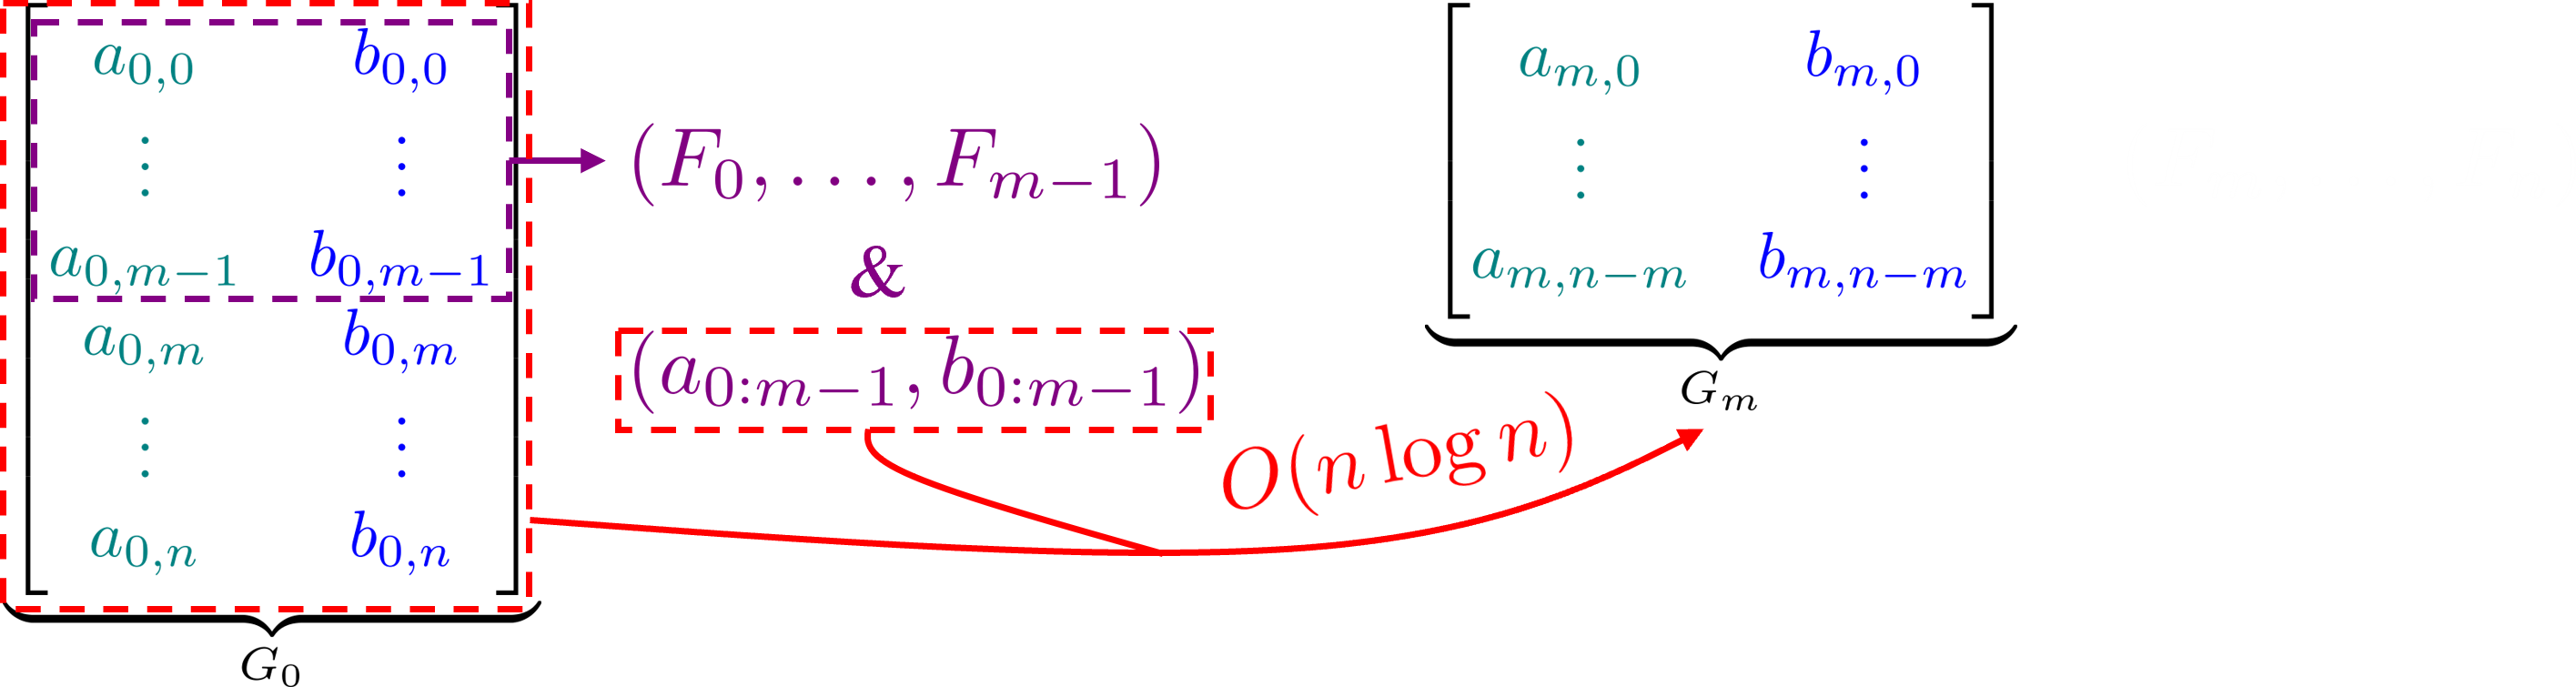 a_{0,0} b_{0,0}
⋮ ⋮
a_{0,m−1} b_{0,m−1}
a_{0,m} b_{0,m}
⋮ ⋮
a_{0,n} b_{0,n}
G_0
(F_0, …, F_{m−1})
&
(a_{0:m−1}, b_{0:m−1})
O(n log n)
a_{m,0} b_{m,0}
⋮ ⋮
a_{m,n−m} b_{m,n−m}
G_m